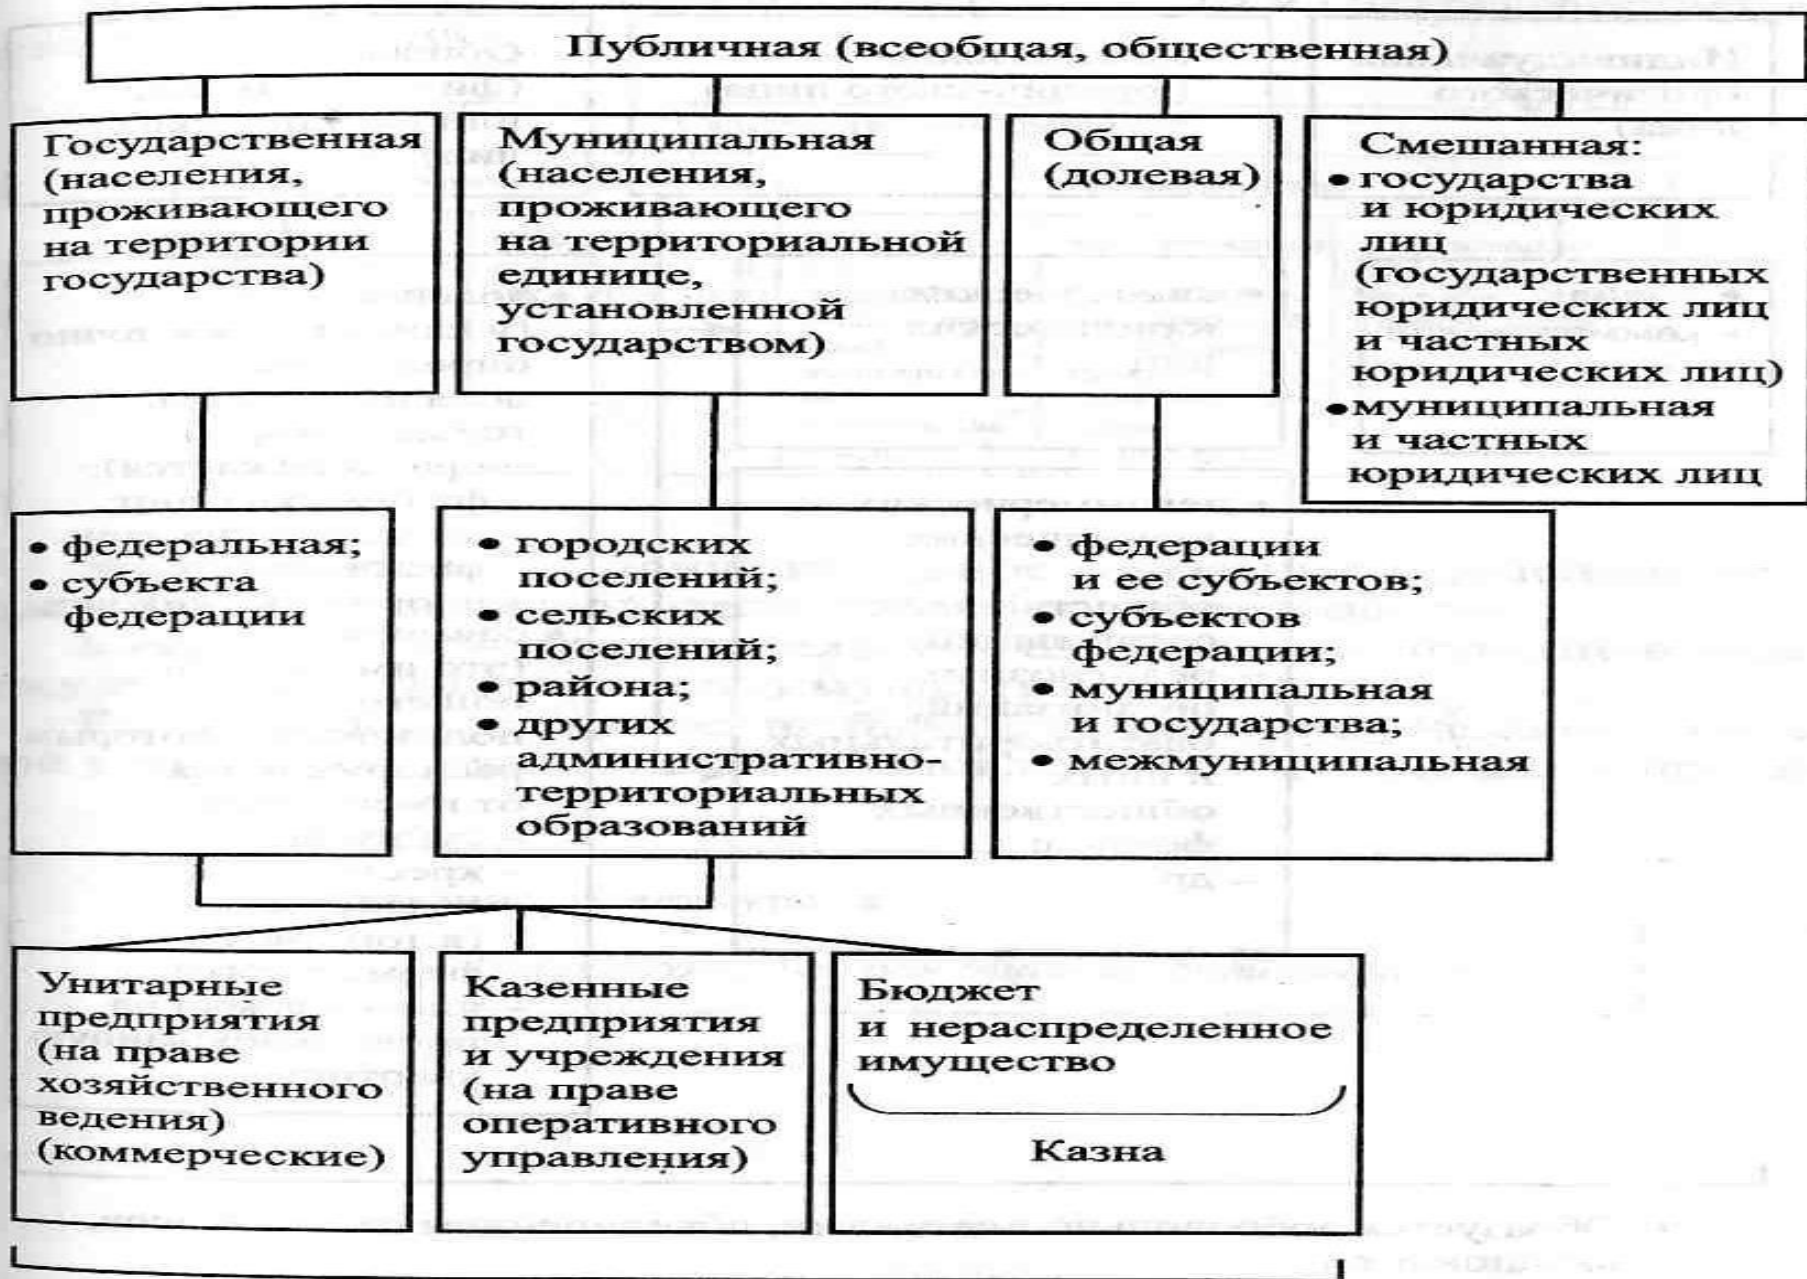 Публичная (всеобщая, общественная)
Государственная
(населения,
проживающего
на территории
государства)
Муниципальная
(населения,
проживающего
на территориальной
единице,
установленной
государством)
Общая
(долевая)
Смешанная:
• государства
и юридических
лиц
(государственных
юридических лиц
и частных
юридических лиц)
• муниципальная
и частных
юридических лиц
• федеральная;
• субъекта
федерации
• городских
поселений;
• сельских
поселений;
• района;
• других
административно-
территориальных
образований
• федерации
и ее субъектов;
• субъектов
федерации;
• муниципальная
и государства;
• межмуниципальная
Унитарные
предприятия
(на праве
хозяйственного
ведения)
(коммерческие)
Казенные
предприятия
и учреждения
(на праве
оперативного
управления)
Бюджет
и нераспределенное
имущество
Казна